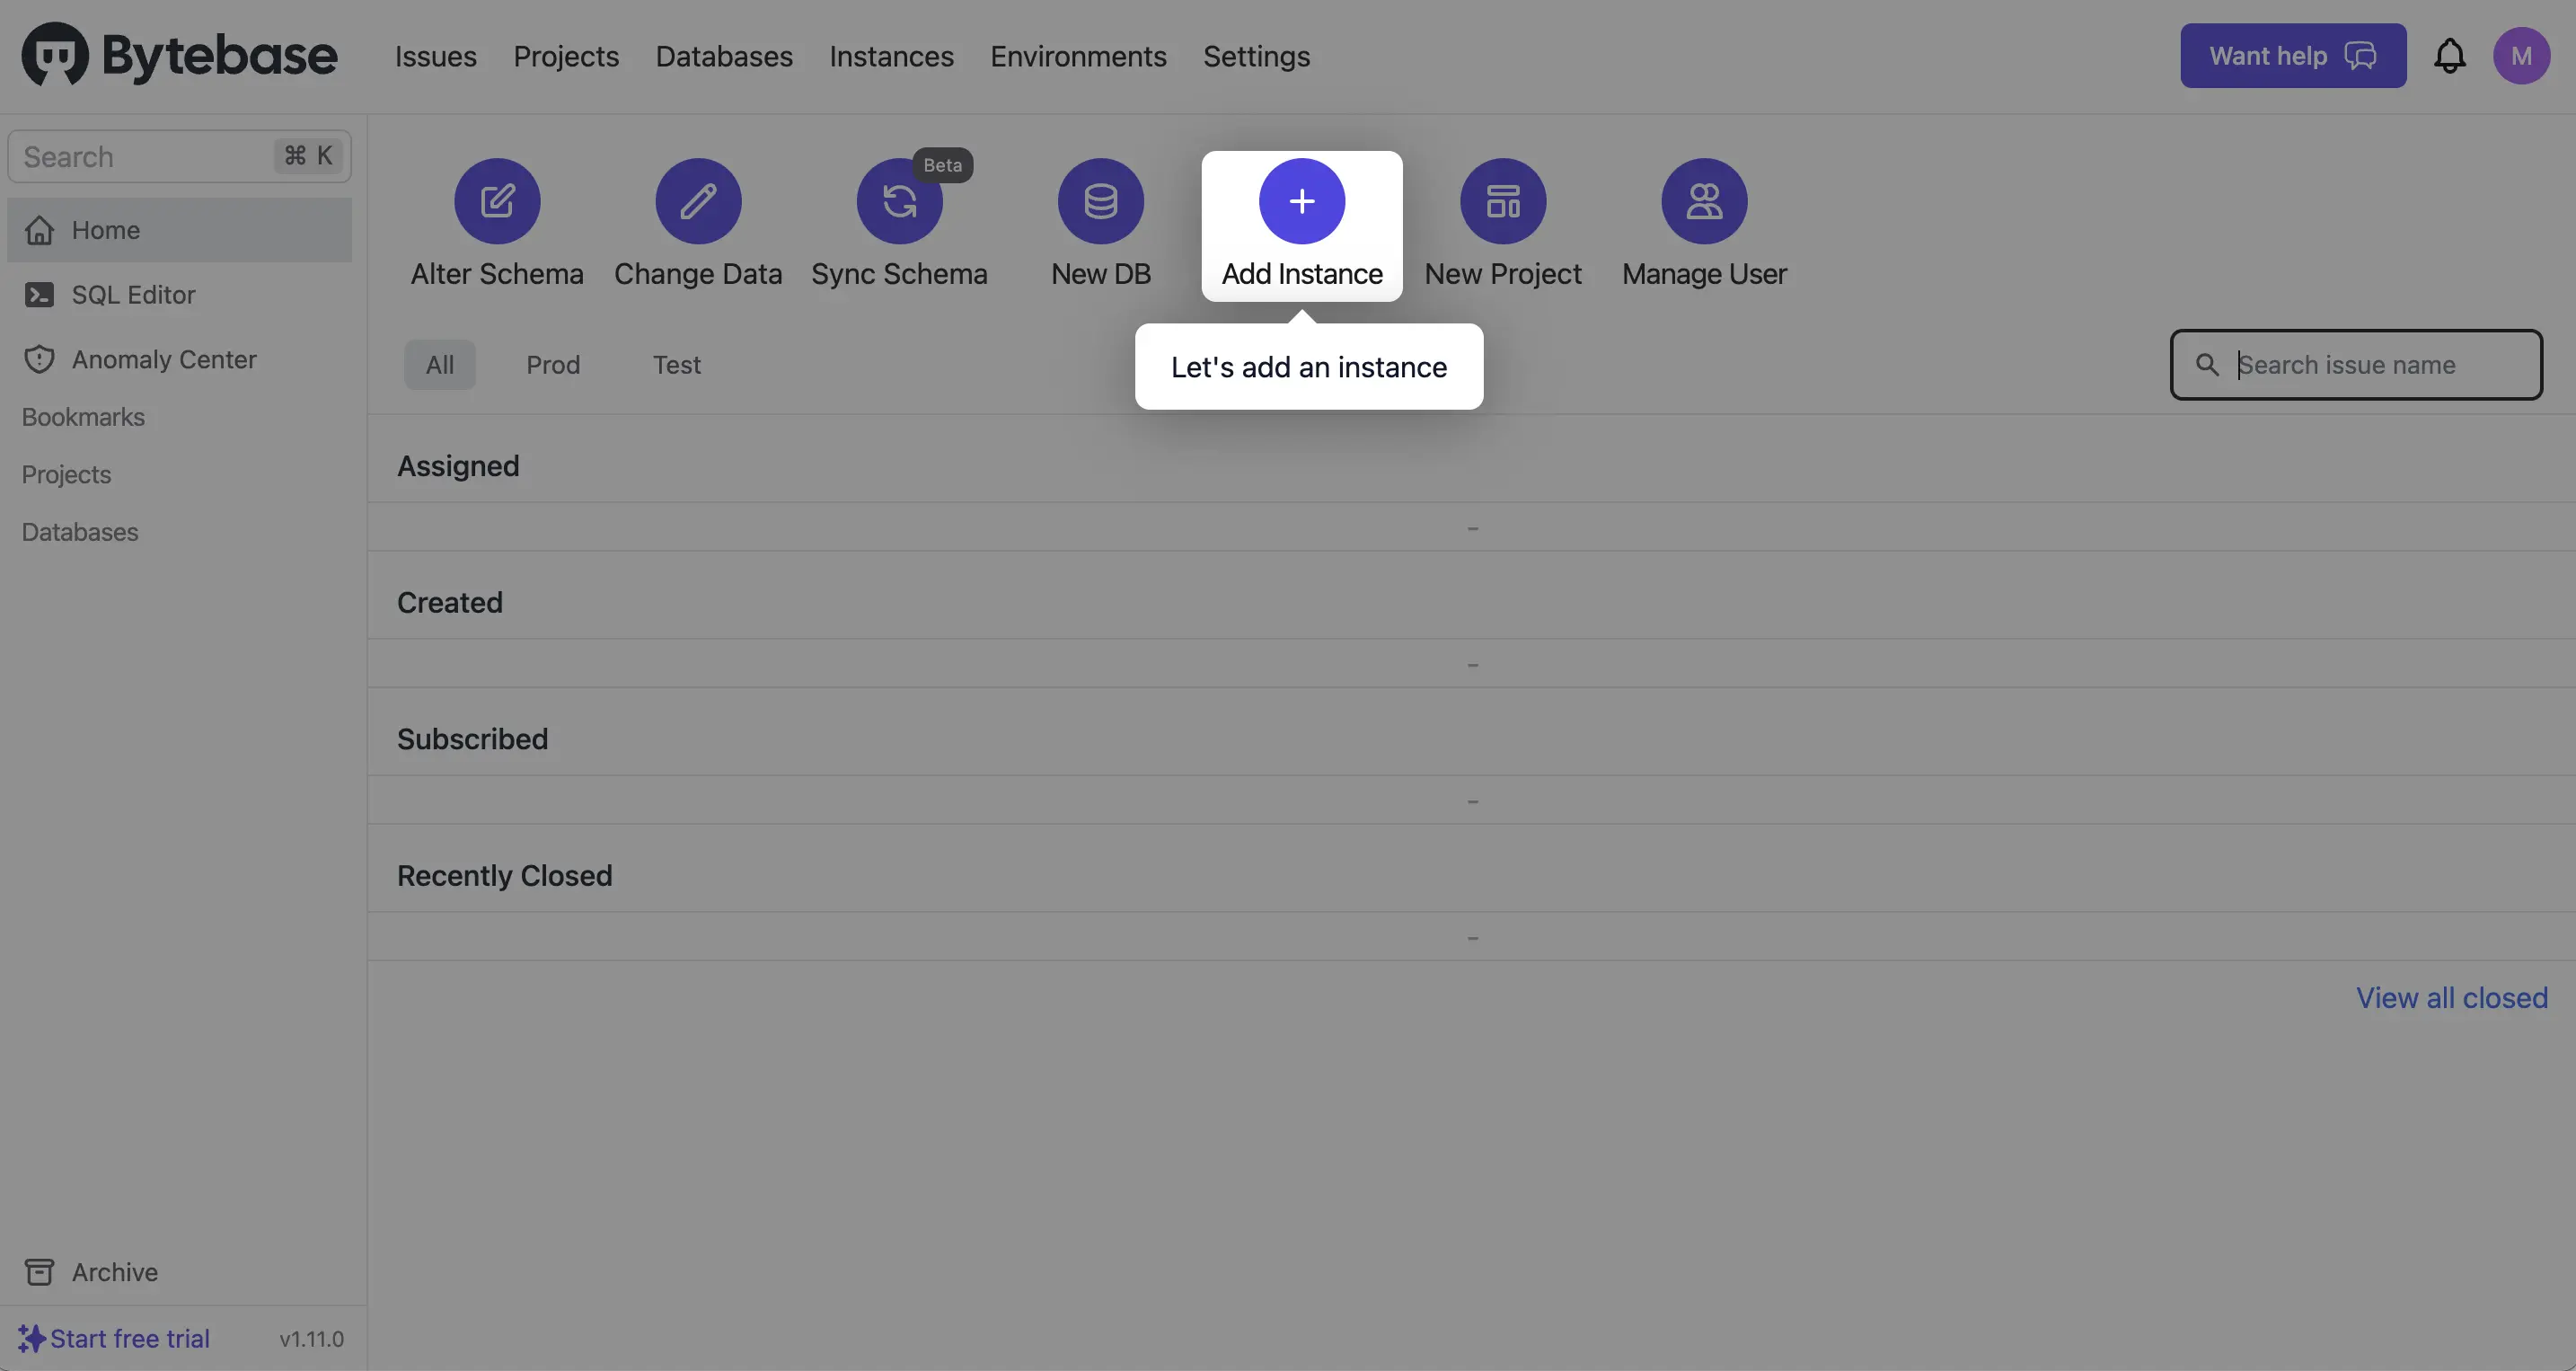 Bytebase
Issues Projects Databases Instances Environments Settings
Want help
M
Search ⌘ K
Home
SQL Editor
Anomaly Center
Bookmarks
Projects
Databases
Archive
Start free trial v1.11.0
Beta
Alter Schema Change Data Sync Schema New DB Add Instance New Project Manage User
Let's add an instance
All Prod Test
Search issue name
Assigned
-
Created
-
Subscribed
-
Recently Closed
-
View all closed